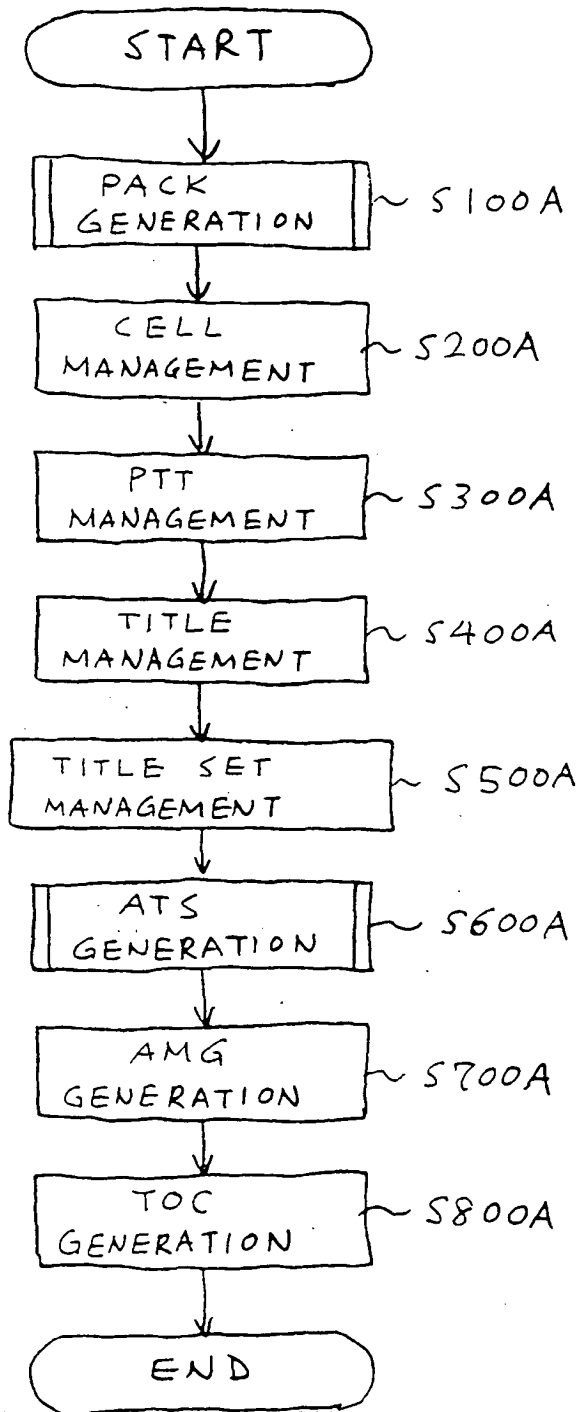 START
PACK
GENERATION
S100A
CELL
MANAGEMENT
S200A
PTT
MANAGEMENT
S300A
TITLE
MANAGEMENT
S400A
TITLE SET
MANAGEMENT
S500A
ATS
GENERATION
S600A
AMG
GENERATION
S700A
TOC
GENERATION
S800A
END